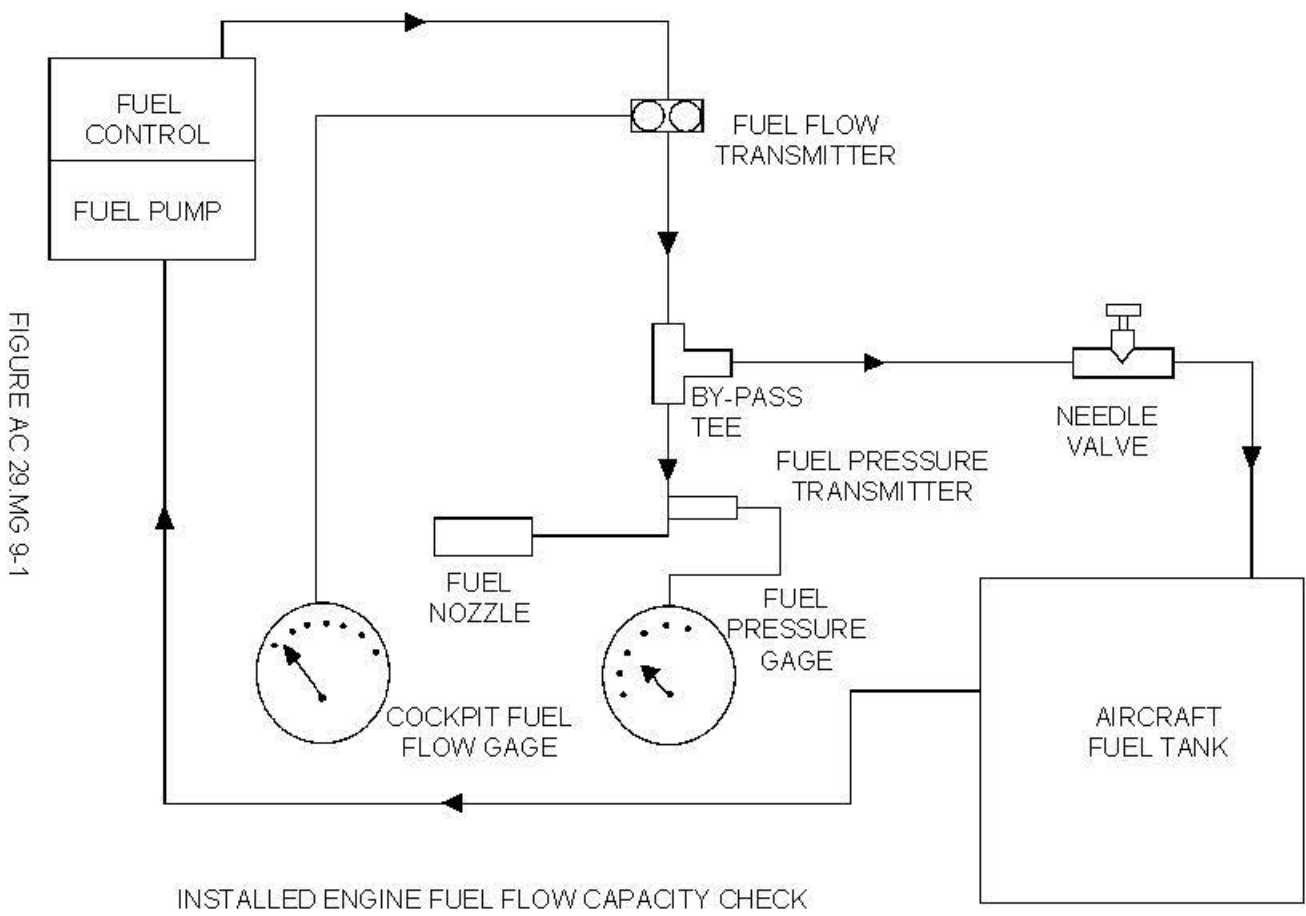 FUEL
CONTROL
FUEL PUMP
FUEL FLOW
TRANSMITTER
BY-PASS
TEE
NEEDLE
VALVE
FUEL PRESSURE
TRANSMITTER
FUEL
NOZZLE
FUEL
PRESSURE
GAGE
COCKPIT FUEL
FLOW GAGE
AIRCRAFT
FUEL TANK
FIGURE AC 29.MG 9-1
INSTALLED ENGINE FUEL FLOW CAPACITY CHECK